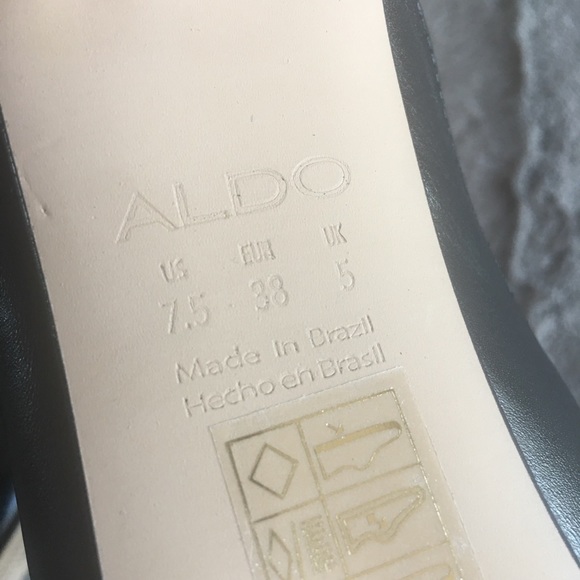 ALDO
US EUR UK
7.5 38 5
Made In Brazil
Hecho en Brasil